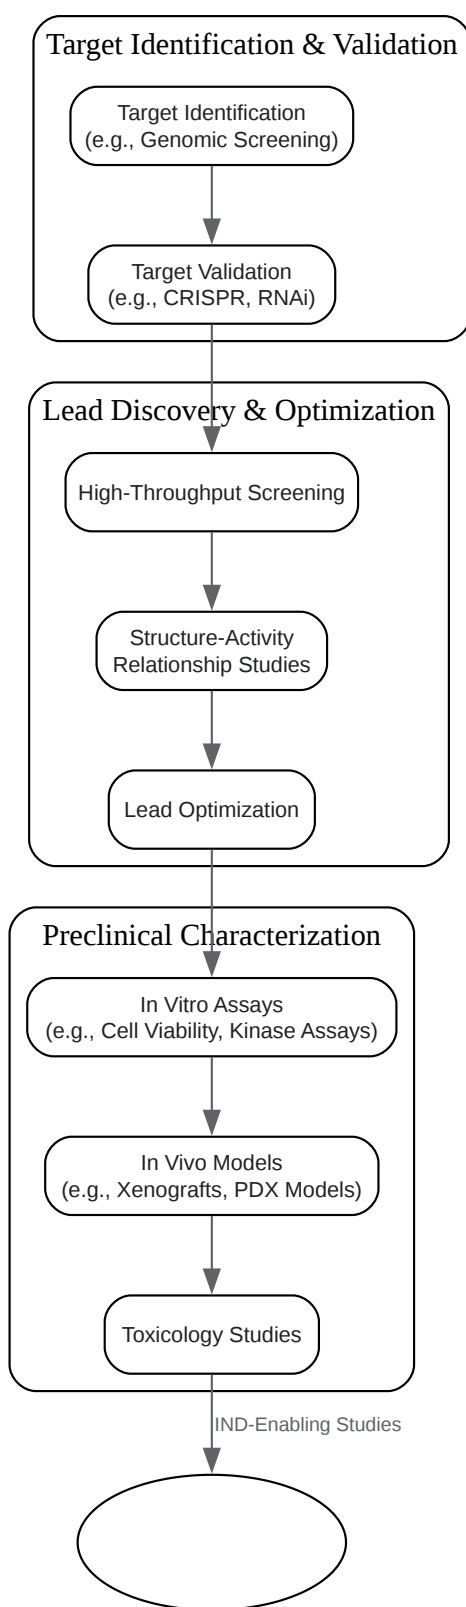 Target Identification & Validation
Target Identification
(e.g., Genomic Screening)
Target Validation
(e.g., CRISPR, RNAi)
Lead Discovery & Optimization
High-Throughput Screening
Structure-Activity
Relationship Studies
Lead Optimization
Preclinical Characterization
In Vitro Assays
(e.g., Cell Viability, Kinase Assays)
In Vivo Models
(e.g., Xenografts, PDX Models)
Toxicology Studies
IND-Enabling Studies